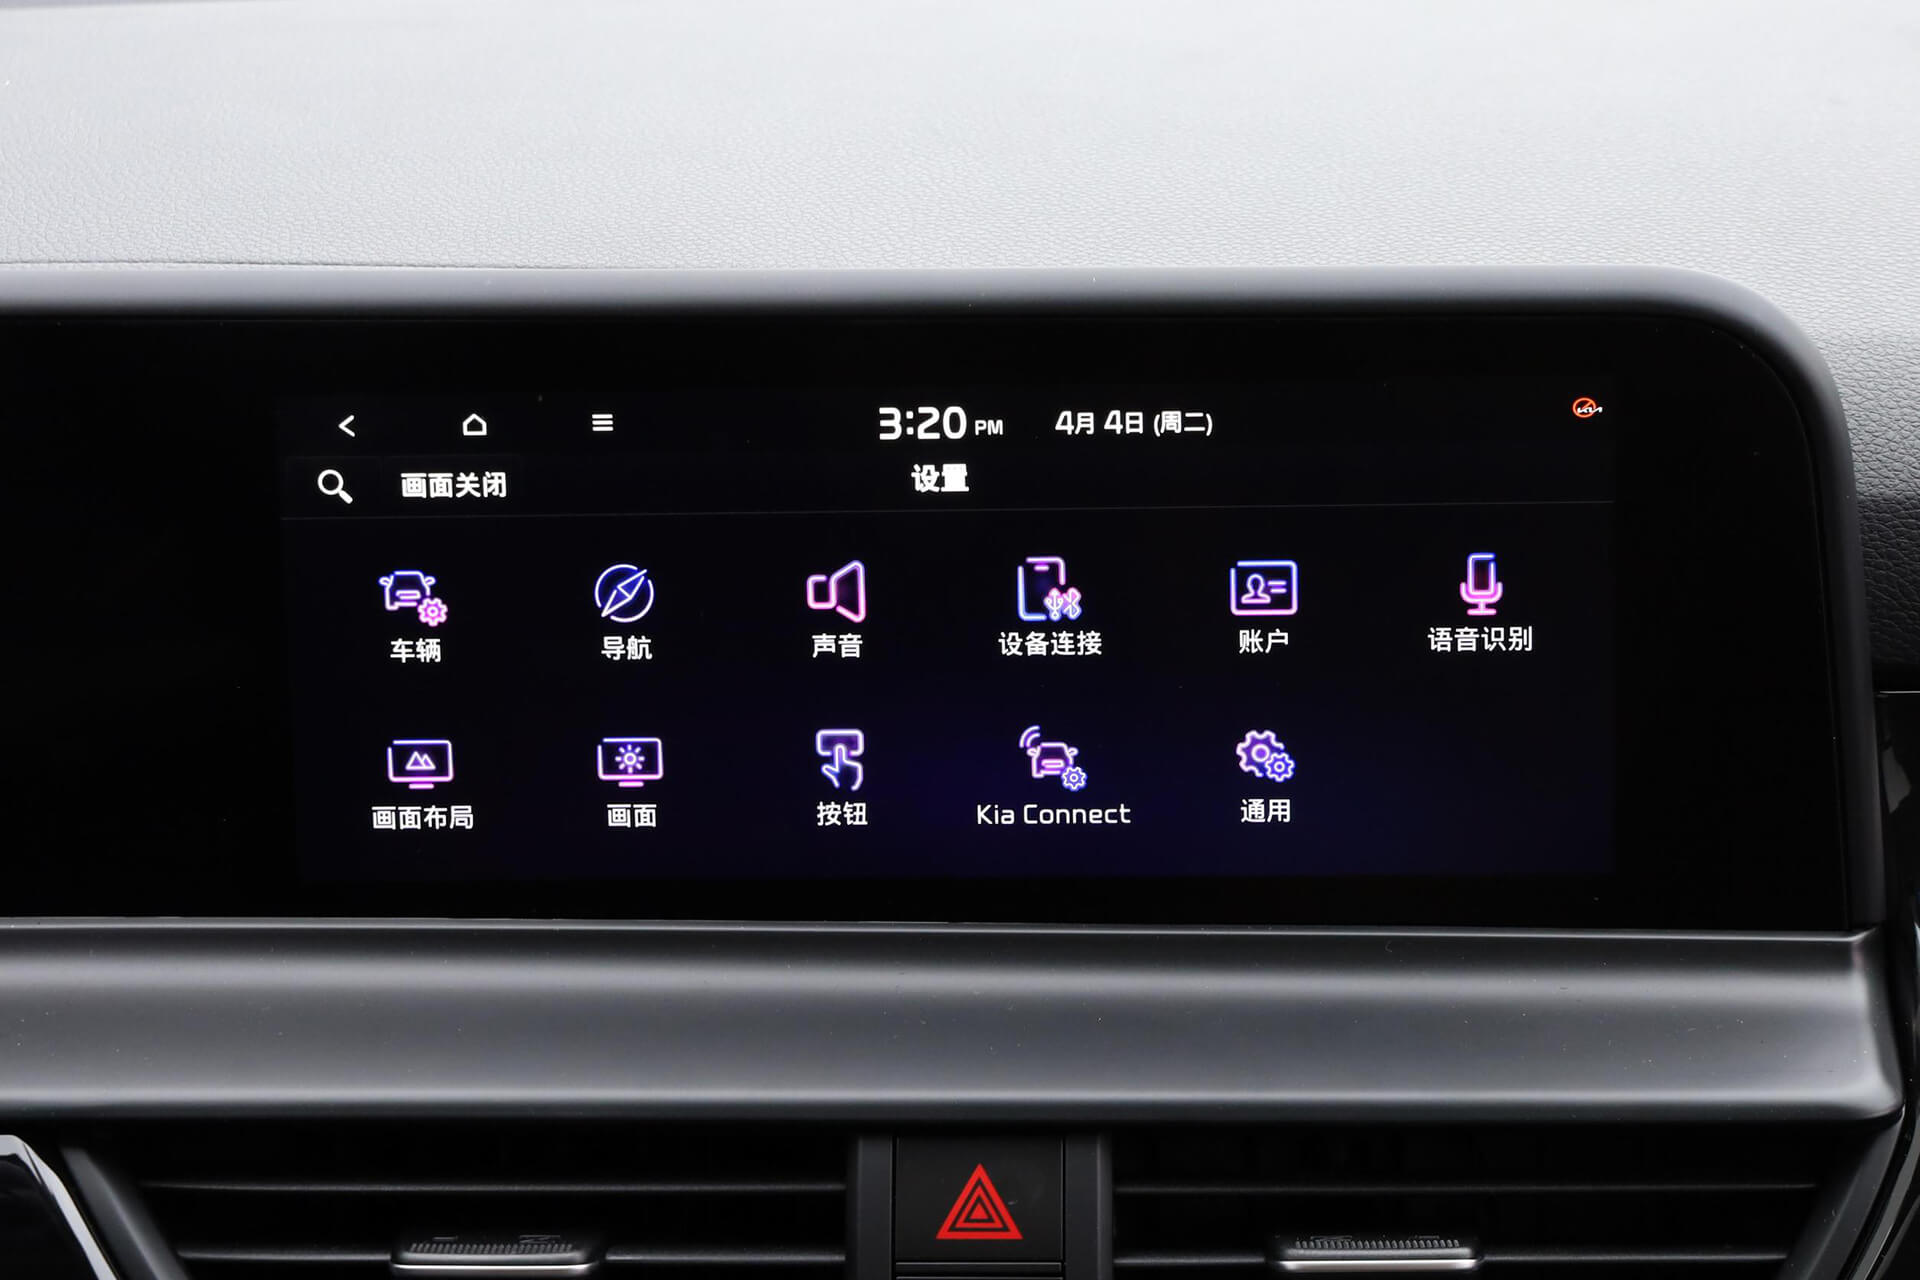 3:20 PM 4月 4日 (周二)
画面关闭 设置
车辆 导航 声音 设备连接 账户 语音识别
画面布局 画面 按钮 Kia Connect 通用